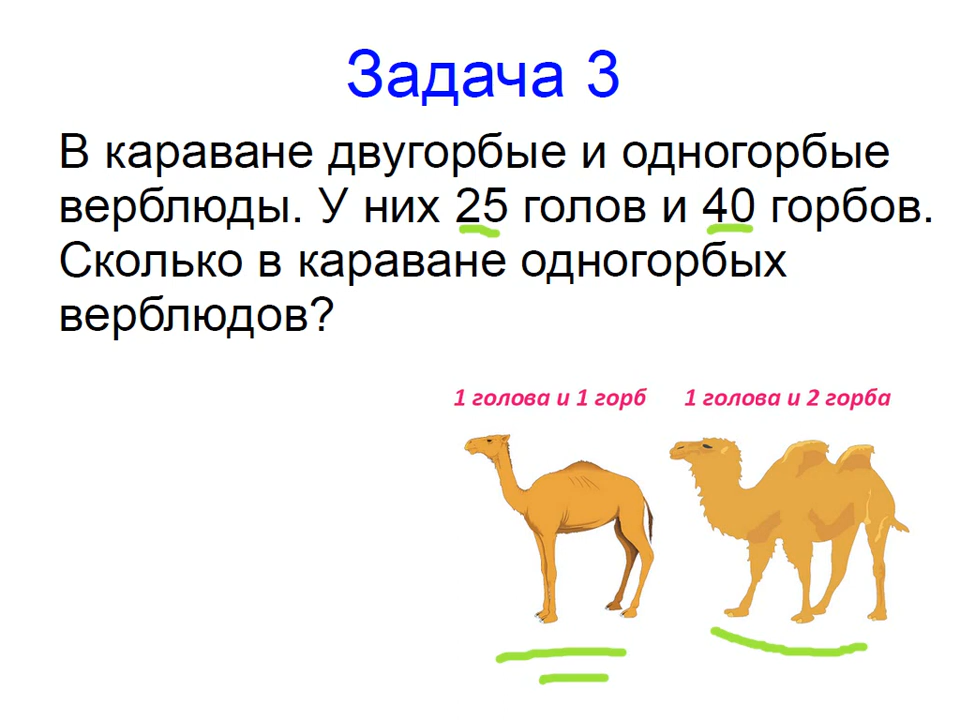 Задача 3
В караване двугорбые и одногорбые
верблюды. У них 25 голов и 40 горбов.
Сколько в караване одногорбых
верблюдов?
1 голова и 1 горб
1 голова и 2 горба